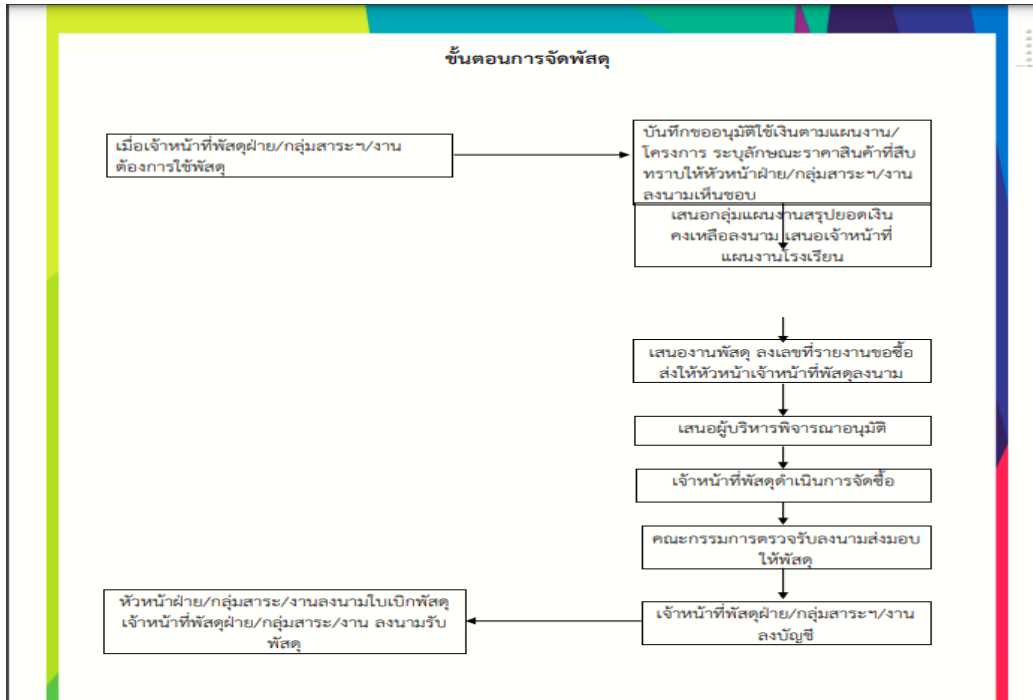 ขั้นตอนการจัดพัสดุ
เมื่อเจ้าหน้าที่พัสดุฝ่าย/กลุ่มสาระฯ/งาน
ต้องการใช้พัสดุ
บันทึกขออนุมัติใช้เงินตามแผนงาน/
โครงการ ระบุลักษณะราคาสินค้าที่สืบ
ทราบให้หัวหน้าฝ่าย/กลุ่มสาระฯ/งาน
ลงนามเห็นชอบ
เสนอกลุ่มแผนงานสรุปยอดเงิน
คงเหลือลงนาม เสนอเจ้าหน้าที่
แผนงานโรงเรียน
เสนองานพัสดุ ลงเลขที่รายงานขอซื้อ
ส่งให้หัวหน้าเจ้าหน้าที่พัสดุลงนาม
เสนอผู้บริหารพิจารณาอนุมัติ
เจ้าหน้าที่พัสดุดำเนินการจัดซื้อ
คณะกรรมการตรวจรับลงนามส่งมอบ
ให้พัสดุ
เจ้าหน้าที่พัสดุฝ่าย/กลุ่มสาระฯ/งาน
ลงบัญชี
หัวหน้าฝ่าย/กลุ่มสาระ/งานลงนามใบเบิกพัสดุ
เจ้าหน้าที่พัสดุฝ่าย/กลุ่มสาระ/งาน ลงนามรับ
พัสดุ